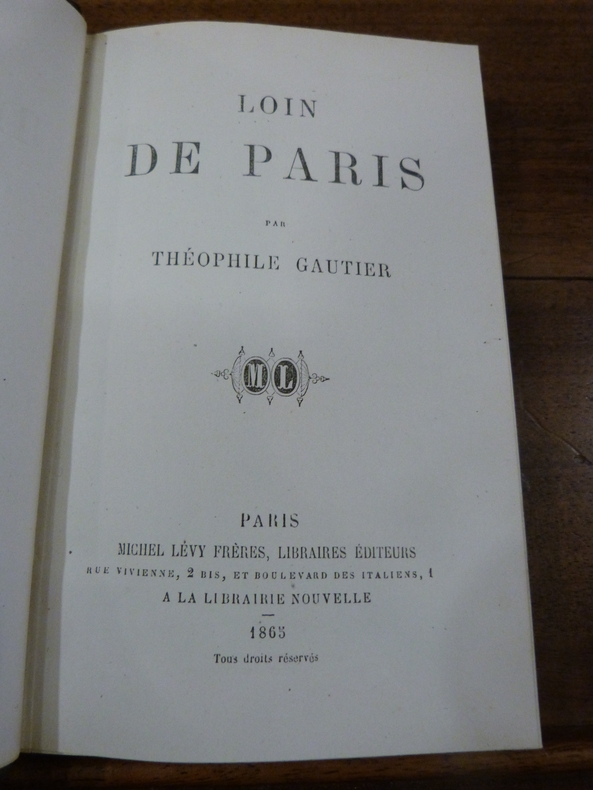 LOIN
DE PARIS
PAR
THÉOPHILE GAUTIER
ML
PARIS
MICHEL LÉVY FRÈRES, LIBRAIRES ÉDITEURS
RUE VIVIENNE, 2 BIS, ET BOULEVARD DES ITALIENS, 1
A LA LIBRAIRIE NOUVELLE
1865
Tous droits réservés